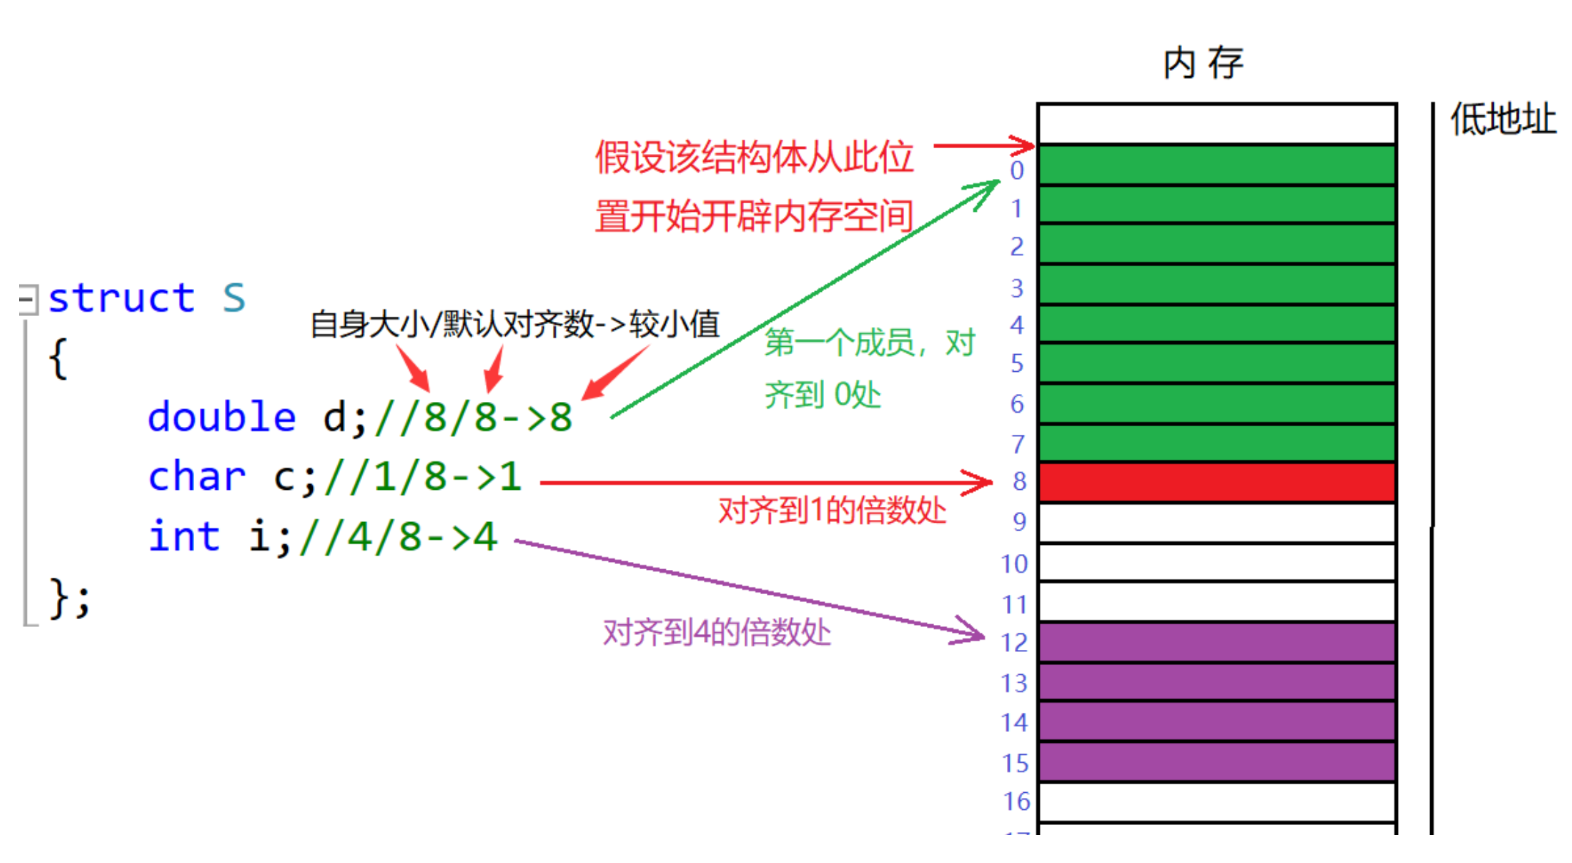 内 存
低地址
假设该结构体从此位
置开始开辟内存空间
struct S
{
自身大小/默认对齐数->较小值
double d;//8/8->8
char c;//1/8->1
int i;//4/8->4
};
第一个成员，对
齐到 0处
对齐到1的倍数处
对齐到4的倍数处
0
1
2
3
4
5
6
7
8
9
10
11
12
13
14
15
16